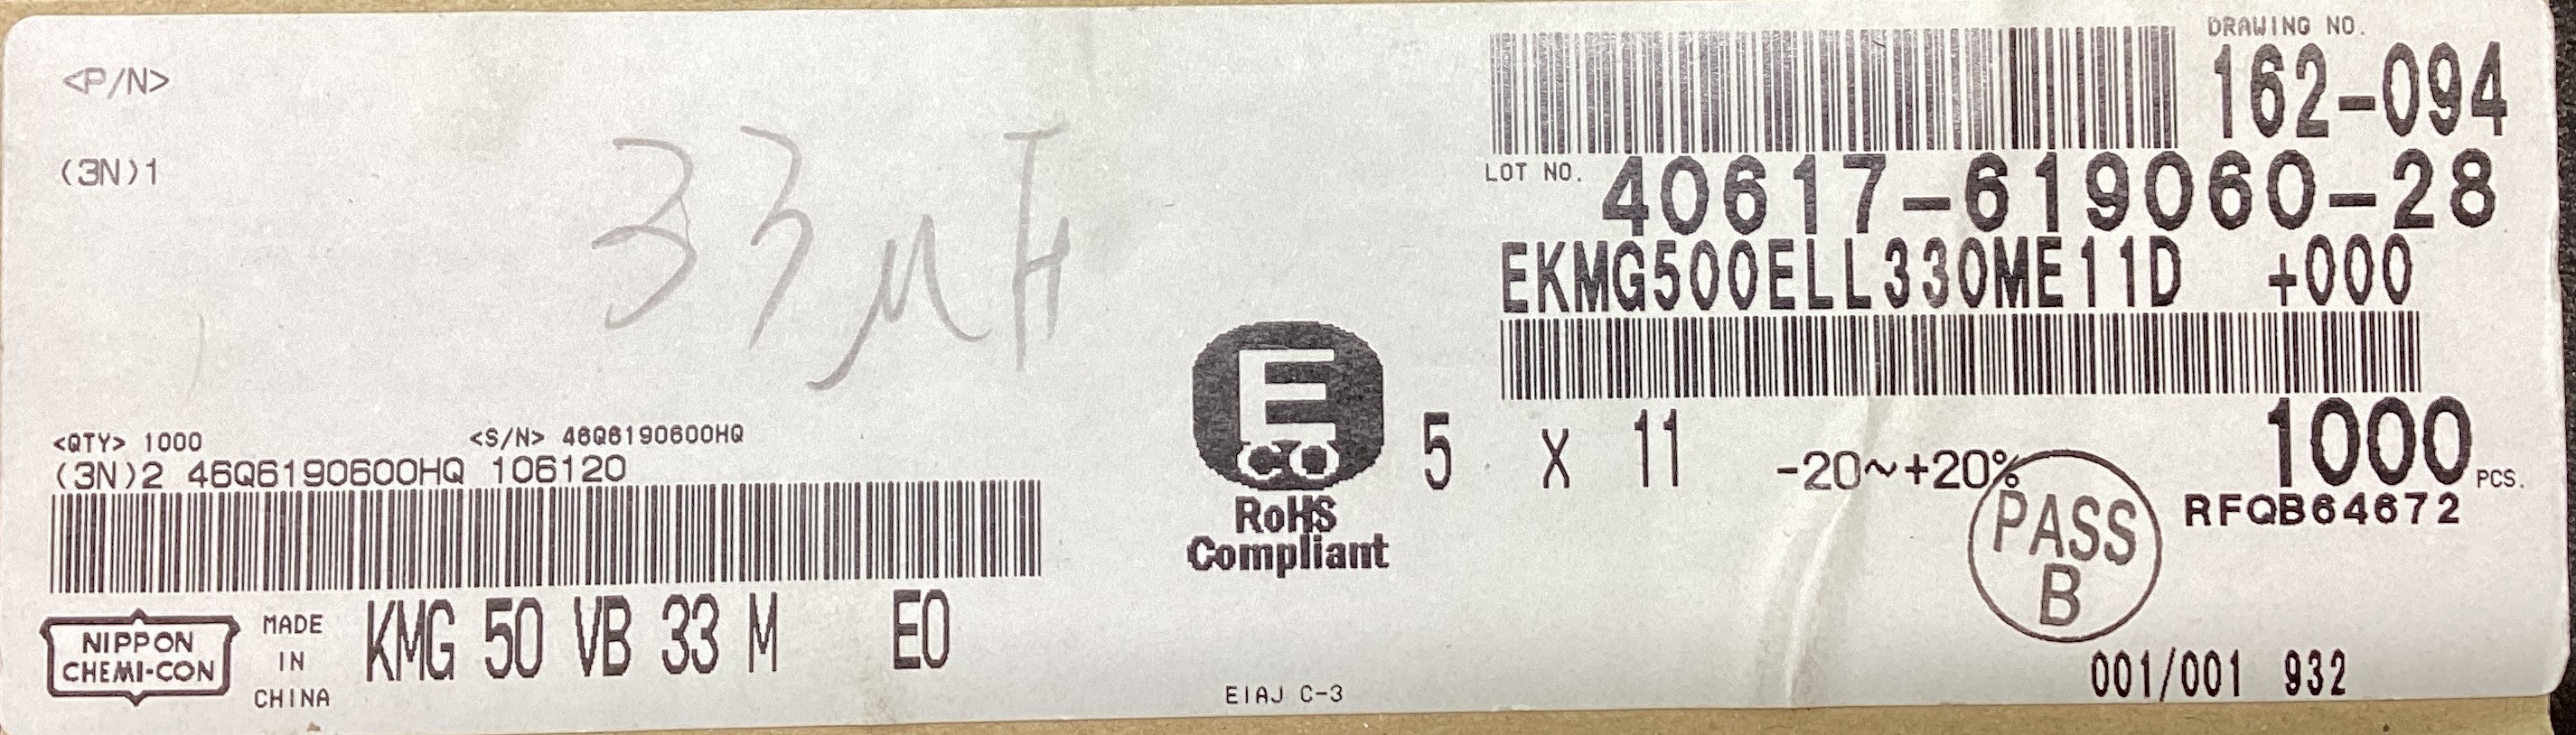 <P/N>
(3N)1
33μF
<QTY> 1000 <S/N> 46Q6190600HQ
(3N)2 46Q6190600HQ 106120
NIPPON
CHEMI-CON
MADE
IN
CHINA
KMG 50 VB 33 M E0
E
CO
RoHS
Compliant
EIAJ C-3
DRAWING NO.
162-094
LOT NO. 40617-619060-28
EKMG500ELL330ME11D +000
5 X 11 -20~+20% 1000 PCS.
RFQB64672
PASS
B
001/001 932